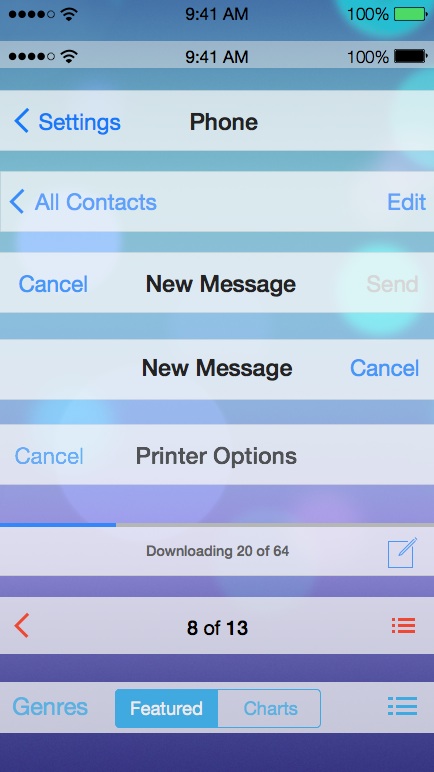 9:41 AM 100%
9:41 AM 100%
Settings Phone
All Contacts Edit
Cancel New Message Send
New Message Cancel
Cancel Printer Options
Downloading 20 of 64
8 of 13
Genres Featured Charts